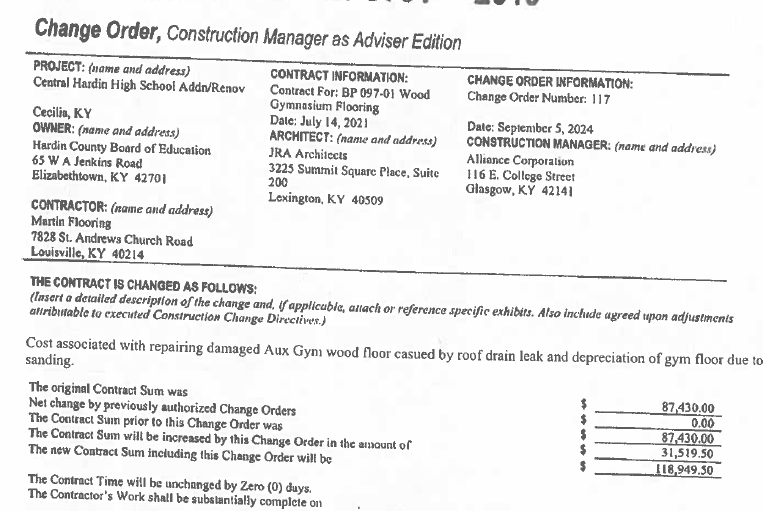 Change Order, Construction Manager as Adviser Edition
PROJECT: (name and address)
Central Hardin High School Addn/Renov
Cecilia, KY
OWNER: (name and address)
Hardin County Board of Education
65 W A Jenkins Road
Elizabethtown, KY 42701
CONTRACTOR: (name and address)
Martin Flooring
7828 St. Andrews Church Road
Louisville, KY 40214
CONTRACT INFORMATION:
Contract For: BP 097-01 Wood
Gymnasium Flooring
Date: July 14, 2021
ARCHITECT: (name and address)
JRA Architects
3225 Summit Square Place, Suite
200
Lexington, KY 40509
CHANGE ORDER INFORMATION:
Change Order Number: 117
Date: September 5, 2024
CONSTRUCTION MANAGER: (name and address)
Alliance Corporation
116 E. College Street
Glasgow, KY 42141
THE CONTRACT IS CHANGED AS FOLLOWS:
(Insert a detailed description of the change and, if applicable, attach or reference specific exhibits. Also include agreed upon adjustments
attributable to executed Construction Change Directives.)
Cost associated with repairing damaged Aux Gym wood floor casued by roof drain leak and depreciation of gym floor due to
sanding.
The original Contract Sum was $ 87,430.00
Net change by previously authorized Change Orders $ 0.00
The Contract Sum prior to this Change Order was $ 87,430.00
The Contract Sum will be increased by this Change Order in the amount of $ 31,519.50
The new Contract Sum including this Change Order will be $ 118,949.50
The Contract Time will be unchanged by Zero (0) days.
The Contractor's Work shall be substantially complete on